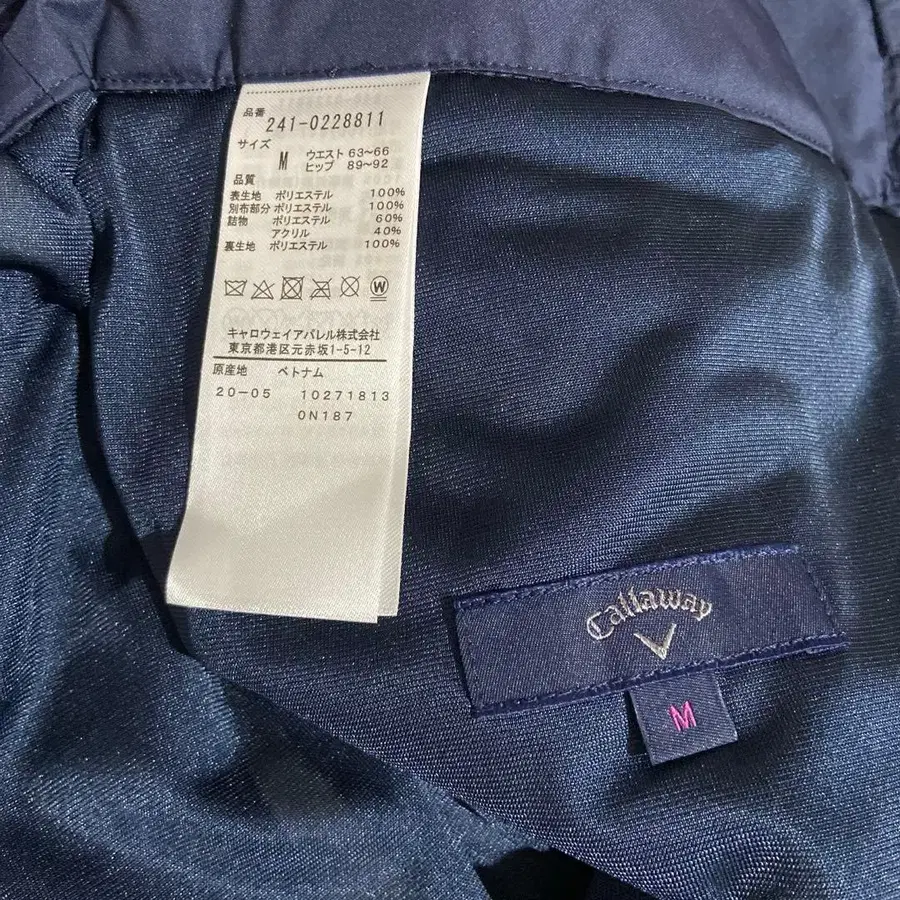 品番
241-0228811
サイズ
M ウエスト 63〜66
ヒップ 89〜92
品質
表生地 ポリエステル 100%
別布部分 ポリエステル 100%
詰物 ポリエステル 60%
アクリル 40%
裏生地 ポリエステル 100%
W
キャロウェイアパレル株式会社
東京都港区元赤坂1-5-12
原産地 ベトナム
20-05 10271813
0N187
Callaway
M